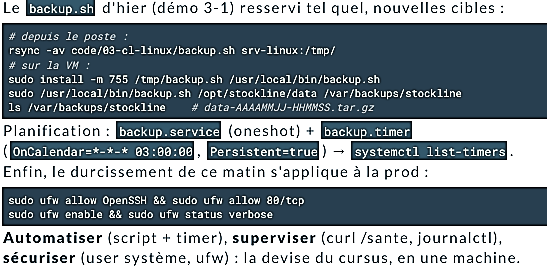 Le backup.sh d'hier (démo 3-1) resservi tel quel, nouvelles cibles :
# depuis le poste :
rsync -av code/03-cl-linux/backup.sh srv-linux:/tmp/
# sur la VM :
sudo install -m 755 /tmp/backup.sh /usr/local/bin/backup.sh
sudo /usr/local/bin/backup.sh /opt/stockline/data /var/backups/stockline
ls /var/backups/stockline    # data-AAAAMMJJ-HHMMSS.tar.gz
Planification : backup.service (oneshot) + backup.timer
(OnCalendar=*-*-* 03:00:00, Persistent=true) → systemctl list-timers.
Enfin, le durcissement de ce matin s'applique à la prod :
sudo ufw allow OpenSSH && sudo ufw allow 80/tcp
sudo ufw enable && sudo ufw status verbose
Automatiser (script + timer), superviser (curl /sante, journalctl),
sécuriser (user système, ufw) : la devise du cursus, en une machine.